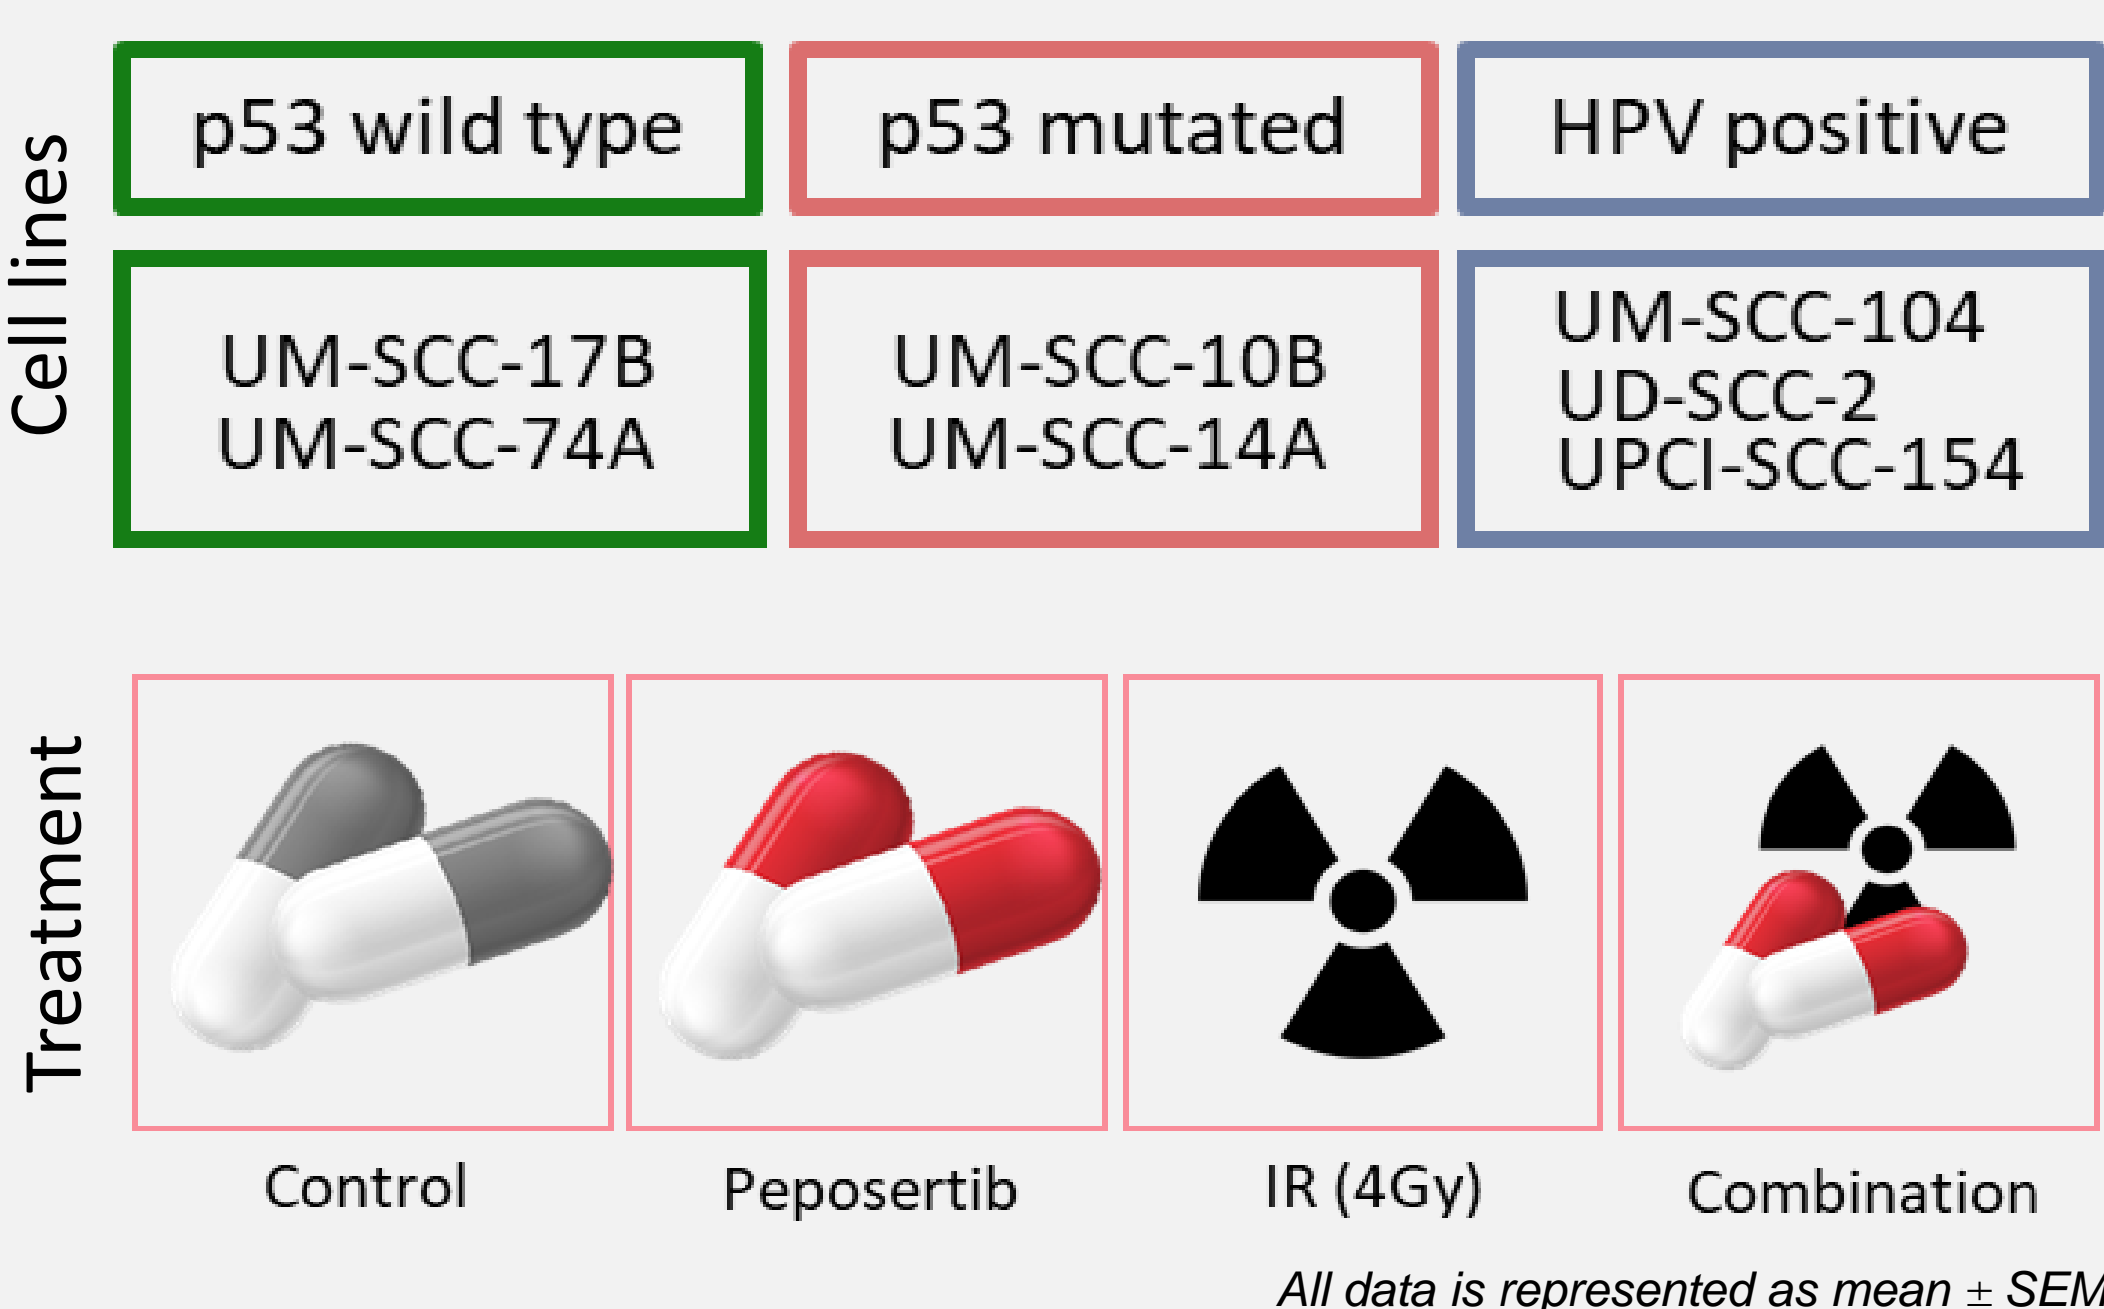 Cell lines
p53 wild type
p53 mutated
HPV positive
UM-SCC-17B
UM-SCC-74A
UM-SCC-10B
UM-SCC-14A
UM-SCC-104
UD-SCC-2
UPCI-SCC-154
Treatment
Control
Peposertib
IR (4Gy)
Combination
All data is represented as mean ± SEM